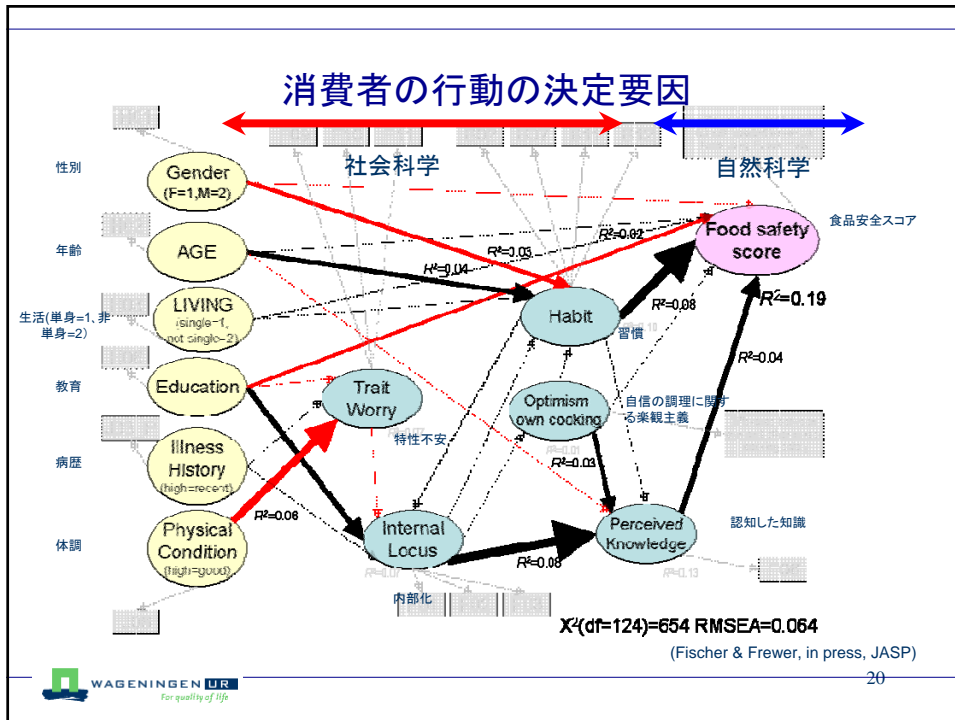 消費者の行動の決定要因
社会科学
自然科学
性別
Gender
(F=1,M=2)
食品安全スコア
Food safety
score
年齢
AGE
R²=0.02
R²=0.03
R²=0.04
R²=0.19
生活(単身=1、非
単身=2）
LIVING
(single=1,
not single=2)
Habit
R²=0.08
習慣
R²=0.04
教育
Education
Trait
Worry
特性不安
Optimism
own cooking
自信の調理に関す
る楽観主義
R²=0.01
R²=0.03
病歴
Illness
History
(high=recent)
R²=0.06
体調
Physical
Condition
(high=good)
Internal
Locus
R²=0.07
内部化
R²=0.08
Perceived
Knowledge
R²=0.13
認知した知識
X²(df=124)=654 RMSEA=0.064
(Fischer & Frewer, in press, JASP)
20
WAGENINGEN UR
For quality of life